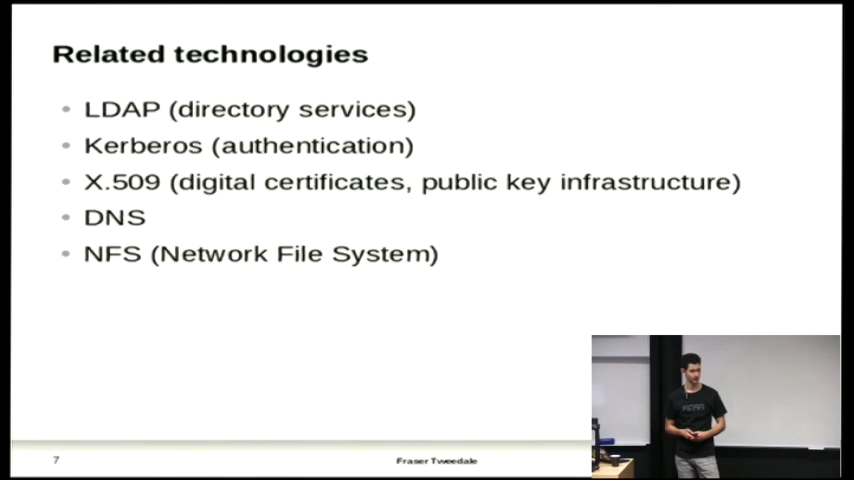 Related technologies
LDAP (directory services)
Kerberos (authentication)
X.509 (digital certificates, public key infrastructure)
DNS
NFS (Network File System)
7
Fraser Tweedale